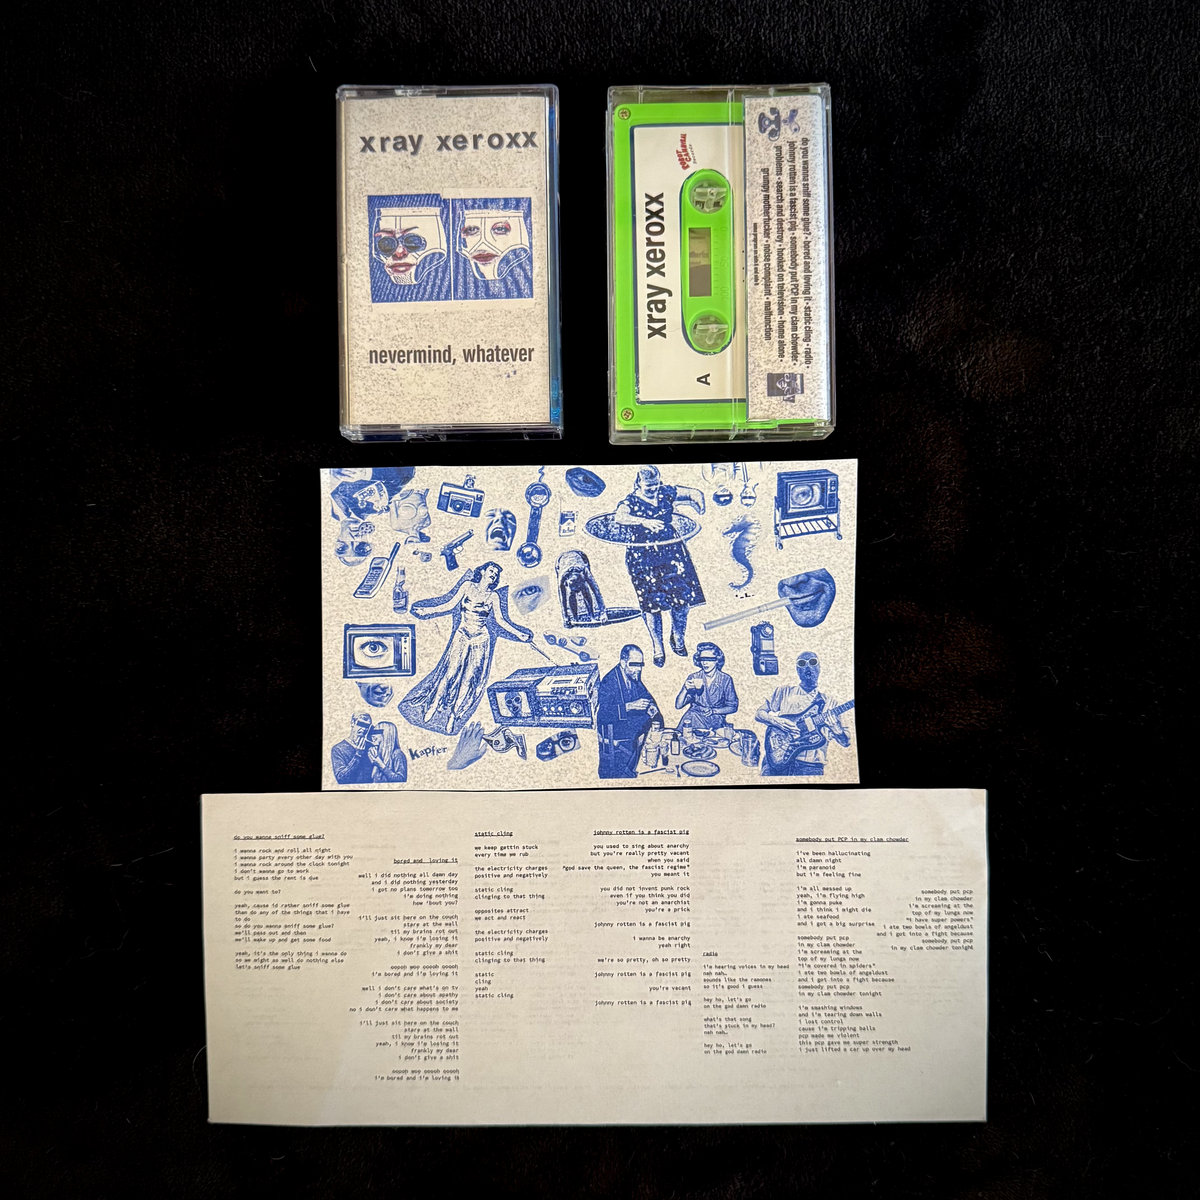 xray xeroxx
nevermind, whatever
ROBOT
CARNIVAL
xray xeroxx
A
do you wanna sniff some glue? • bored and loving it • static cling • radio •
johnny rotten is a fascist pig • somebody put PCP in my clam chowder •
problems • search and destroy • hooked on television • home alone •
grumpy motherfucker • noise complaint • malfunction
kapfer
do you wanna sniff some glue?
i wanna rock and roll all night
i wanna party every other day with you
i wanna rock around the clock tonight
i don't wanna go to work
but i guess the rent is due
do you want to?
yeah, cause id rather sniff some glue
than do any of the things that i have
to do
so do you wanna sniff some glue?
we'll pass out and then
we'll make up and get some food
yeah, it's the only thing i wanna do
so we might as well do nothing else
let's sniff some glue
bored and loving it
well i did nothing all damn day
and i did nothing yesterday
i got no plans tomorrow too
i'm doing nothing
how 'bout you?
i'll just sit here on the couch
stare at the wall
til my brains rot out
yeah, i know i'm losing it
frankly my dear
i don't give a shit
ooooh woo ooooh ooooh
i'm bored and i'm loving it
well i don't care what's on tv
i don't care about apathy
i don't care about society
no i don't care what happens to me
i'll just sit here on the couch
stare at the wall
til my brains rot out
yeah, i know i'm losing it
frankly my dear
i don't give a shit
ooooh woo ooooh ooooh
i'm bored and i'm loving it
static cling
we keep gettin stuck
every time we rub
the electricity charges
positive and negatively
static cling
clinging to that thing
opposites attract
we act and react
the electricity charges
positive and negatively
static cling
clinging to that thing
static
cling
yeah
static cling
johnny rotten is a fascist pig
you used to sing about anarchy
but you're really pretty vacant
when you said
"god save the queen, the fascist regime"
you meant it
you did not invent punk rock
even if you think you did
you're not an anarchist
you're a prick
johnny rotten is a fascist pig
i wanna be anarchy
yeah right
we're so pretty, oh so pretty
johnny rotten is a fascist pig
you're vacant
johnny rotten is a fascist pig
radio
i'm hearing voices in my head
nah nah…
sounds like the ramones
so it's good i guess
hey ho, let's go
on the god damn radio
what's that song
that's stuck in my head?
nah nah…
hey ho, let's go
on the god damn radio
somebody put PCP in my clam chowder
i've been hallucinating
all damn night
i'm paranoid
but i'm feeling fine
i'm all messed up
yeah, i'm flying high
i'm gonna puke
and i think i might die
i ate seafood
and i got a big surprise
somebody put pcp
in my clam chowder
i'm screaming at the
top of my lungs now
"i'm covered in spiders"
i ate two bowls of angeldust
and i got into a fight because
somebody put pcp
in my clam chowder tonight
i'm smashing windows
and i'm tearing down walls
i lost control
cause i'm tripping balls
pcp made me violent
this pcp gave me super strength
i just lifted a car up over my head
somebody put pcp
in my clam chowder
i'm screaming at the
top of my lungs now
"i have super powers"
i ate two bowls of angeldust
and i got into a fight because
somebody put pcp
in my clam chowder tonight